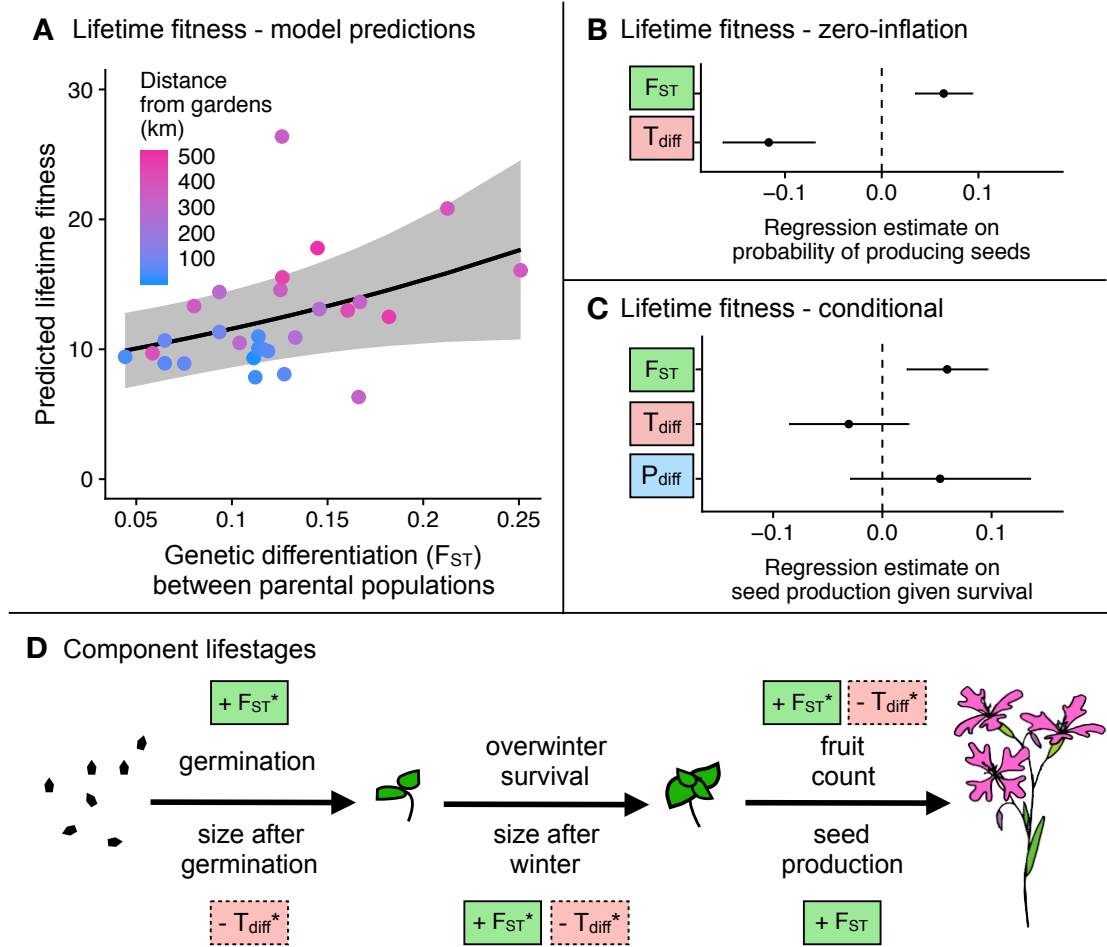 A Lifetime fitness - model predictions
Distance
from gardens
(km)
500
400
300
200
100
30
20
10
0
Predicted lifetime fitness
0.05 0.1 0.15 0.2 0.25
Genetic differentiation (FST)
between parental populations
B Lifetime fitness - zero-inflation
FST
Tdiff
−0.1 0.0 0.1
Regression estimate on
probability of producing seeds
C Lifetime fitness - conditional
FST
Tdiff
Pdiff
−0.1 0.0 0.1
Regression estimate on
seed production given survival
D Component lifestages
+ FST*
germination
size after
germination
- Tdiff*
overwinter
survival
size after
winter
+ FST* - Tdiff*
+ FST* - Tdiff*
fruit
count
seed
production
+ FST